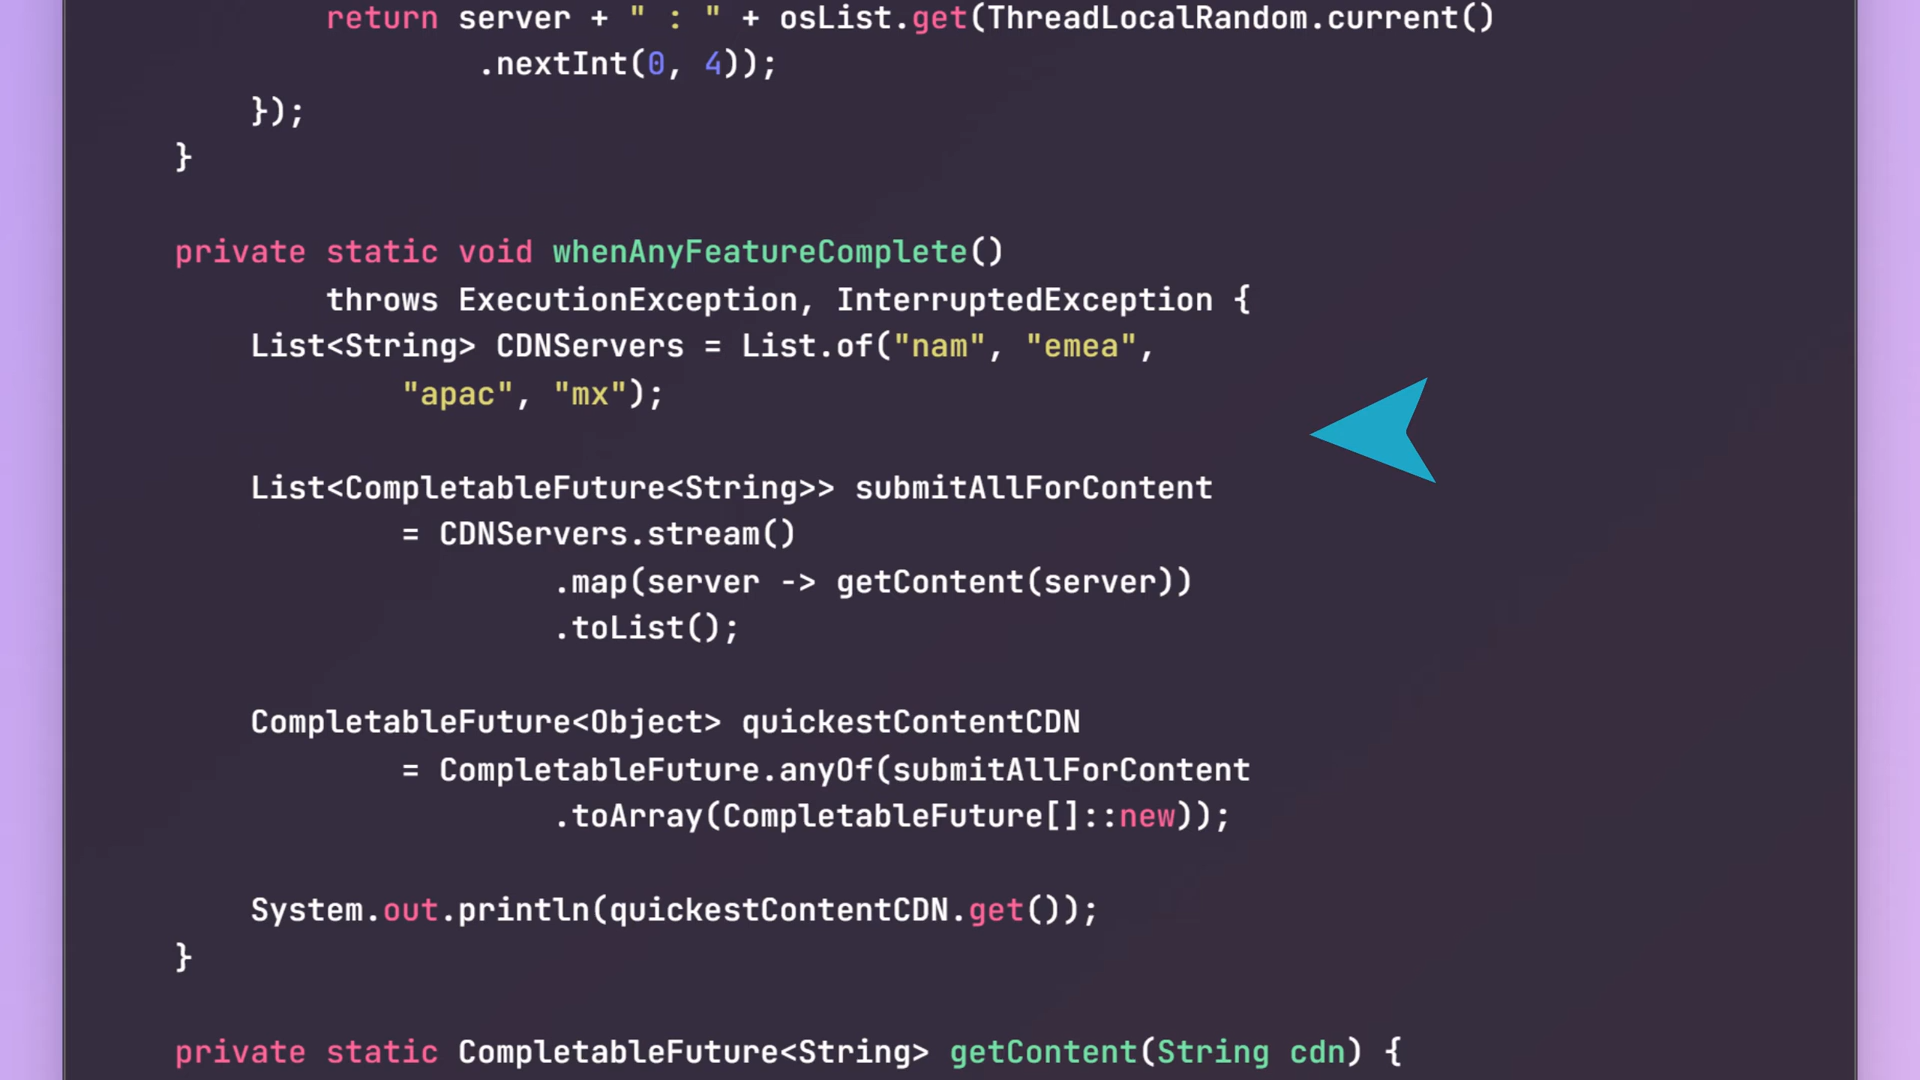 return server + " : " + osList.get(ThreadLocalRandom.current()
.nextInt(0, 4));
});
}
private static void whenAnyFeatureComplete()
throws ExecutionException, InterruptedException {
List<String> CDNServers = List.of("nam", "emea",
"apac", "mx");
List<CompletableFuture<String>> submitAllForContent
= CDNServers.stream()
.map(server -> getContent(server))
.toList();
CompletableFuture<Object> quickestContentCDN
= CompletableFuture.anyOf(submitAllForContent
.toArray(CompletableFuture[]::new));
System.out.println(quickestContentCDN.get());
}
private static CompletableFuture<String> getContent(String cdn) {